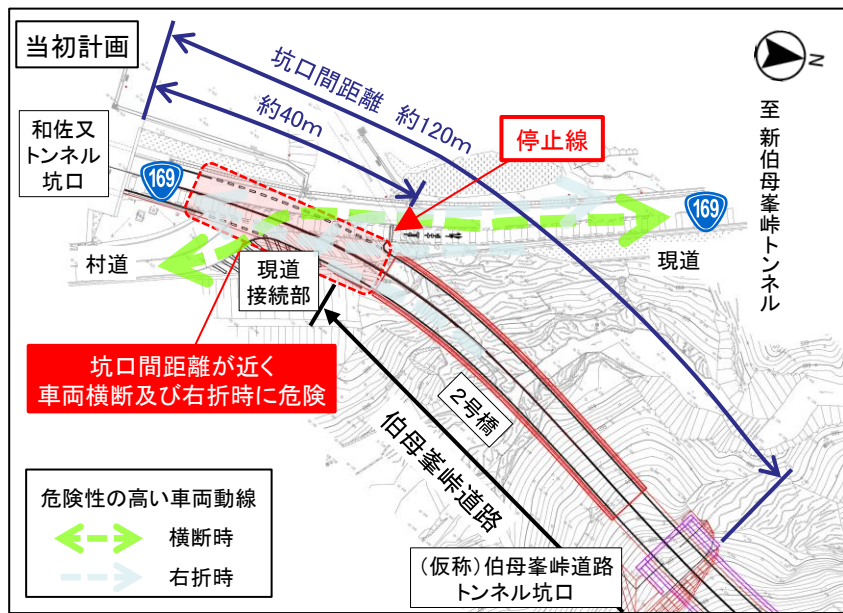 当初計画
坑口間距離 約120m
約40m
N
至 新伯母峯峠トンネル
停止線
和佐又
トンネル
坑口
169
169
村道
現道
接続部
現道
坑口間距離が近く
車両横断及び右折時に危険
2号橋
伯母峯峠道路
危険性の高い車両動線
横断時
右折時
(仮称)伯母峯峠道路
トンネル坑口